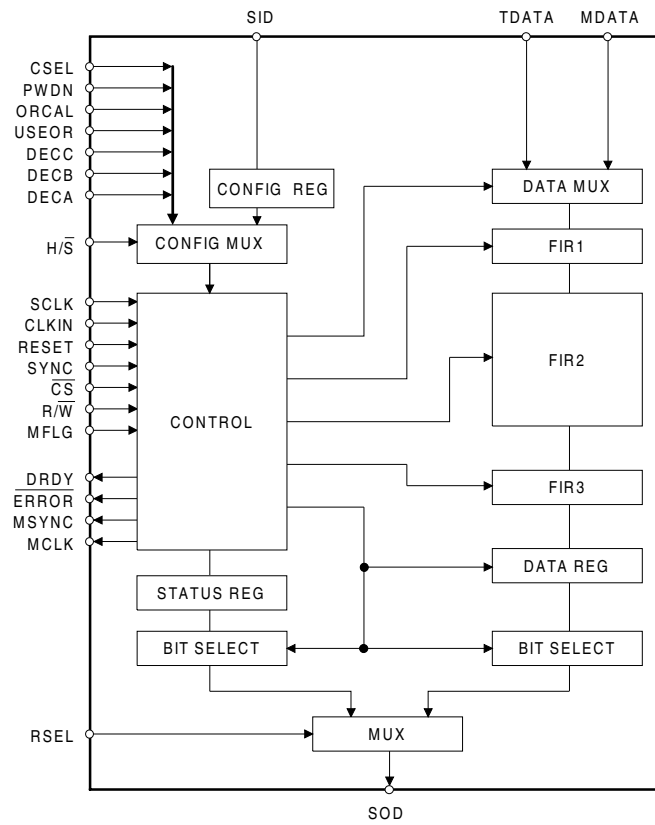 SID
TDATA MDATA
CSEL
PWDN
ORCAL
USEOR
DECC
DECB
DECA
CONFIG REG
DATA MUX
H/S̅
CONFIG MUX
FIR1
SCLK
CLKIN
RESET
SYNC
C̅S̅
R/W̅
MFLG
CONTROL
FIR2
DRDY
E̅R̅R̅O̅R̅
MSYNC
MCLK
FIR3
STATUS REG
DATA REG
BIT SELECT
BIT SELECT
RSEL
MUX
SOD